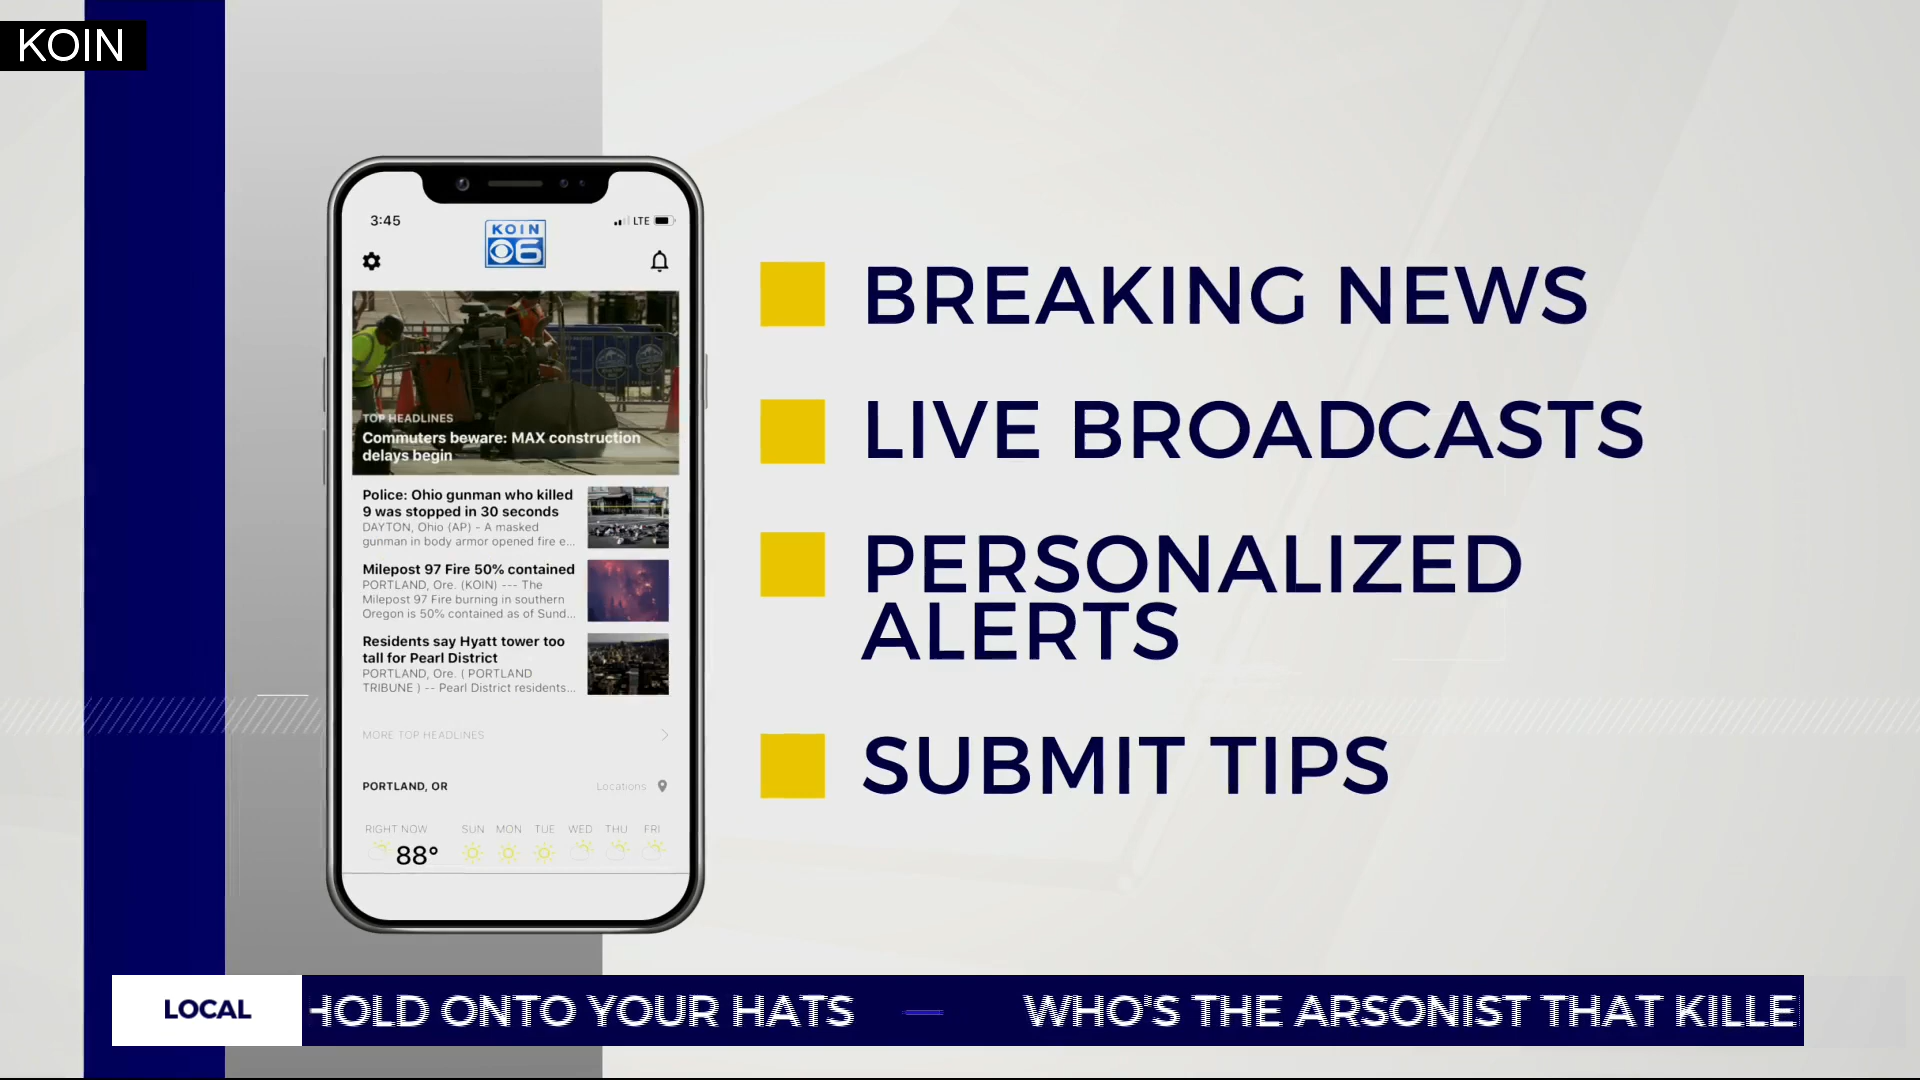 KOIN
3:45
LTE
KOIN
6
TOP HEADLINES
Commuters beware: MAX construction
delays begin
Police: Ohio gunman who killed
9 was stopped in 30 seconds
DAYTON, Ohio (AP) - A masked
gunman in body armor opened fire e...
Milepost 97 Fire 50% contained
PORTLAND, Ore. (KOIN) --- The
Milepost 97 Fire burning in southern
Oregon is 50% contained as of Sund...
Residents say Hyatt tower too
tall for Pearl District
PORTLAND, Ore. ( PORTLAND
TRIBUNE ) -- Pearl District residents...
MORE TOP HEADLINES
PORTLAND, OR
Locations
RIGHT NOW SUN MON TUE WED THU FRI
88°
BREAKING NEWS
LIVE BROADCASTS
PERSONALIZED
ALERTS
SUBMIT TIPS
LOCAL
HOLD ONTO YOUR HATS — WHO'S THE ARSONIST THAT KILLE